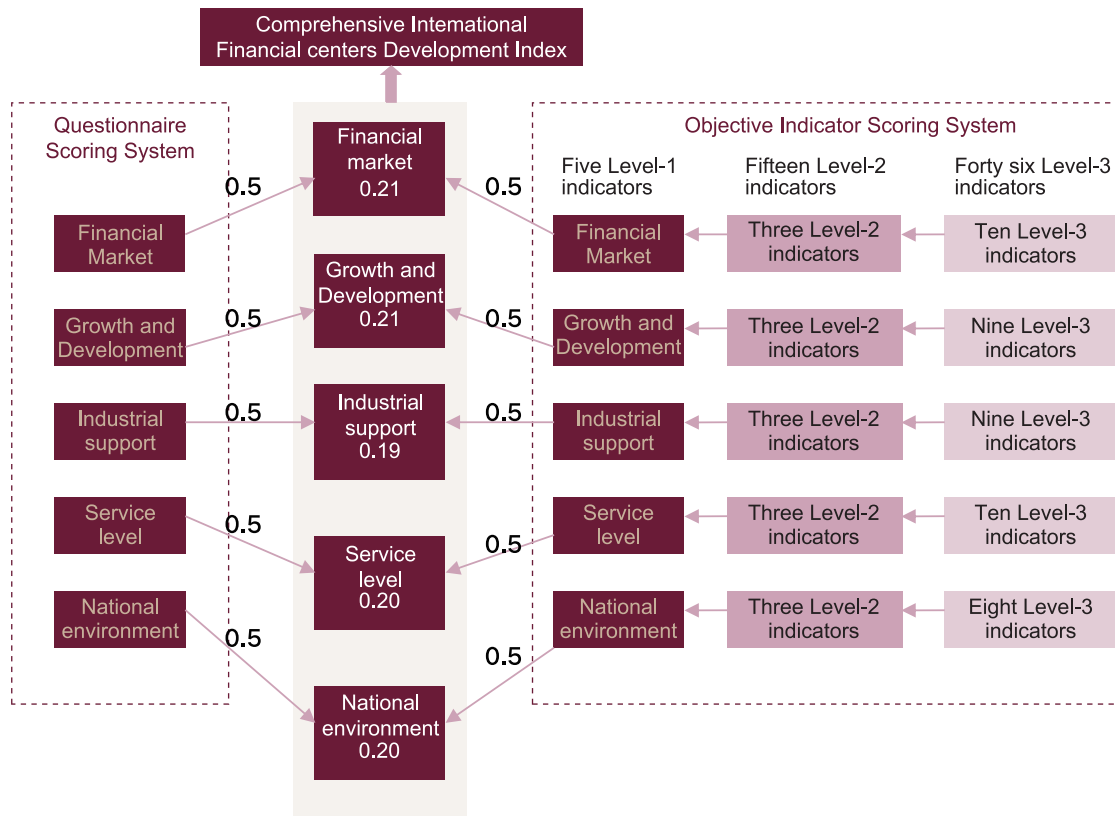 Comprehensive Intemational
Financial centers Development Index
Questionnaire
Scoring System
Financial
Market
Growth and
Development
Industrial
support
Service
level
National
environment
0.5
0.5
0.5
0.5
0.5
Financial
market
0.21
Growth and
Development
0.21
Industrial
support
0.19
Service
level
0.20
National
environment
0.20
0.5
0.5
0.5
0.5
0.5
Objective Indicator Scoring System
Five Level-1
indicators
Fifteen Level-2
indicators
Forty six Level-3
indicators
Financial
Market
Three Level-2
indicators
Ten Level-3
indicators
Growth and
Development
Three Level-2
indicators
Nine Level-3
indicators
Industrial
support
Three Level-2
indicators
Nine Level-3
indicators
Service
level
Three Level-2
indicators
Ten Level-3
indicators
National
environment
Three Level-2
indicators
Eight Level-3
indicators